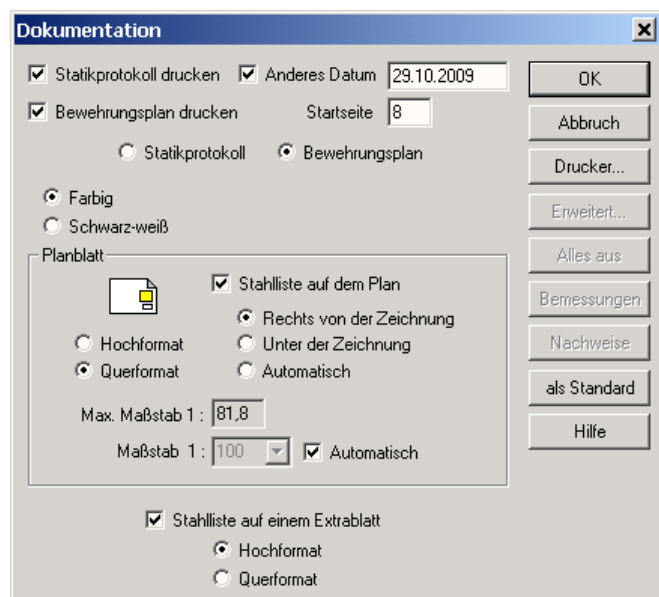 Dokumentation
Statikprotokoll drucken Anderes Datum 29.10.2009
Bewehrungsplan drucken Startseite 8
Statikprotokoll Bewehrungsplan
Farbig
Schwarz-weiß
Planblatt
Stahlliste auf dem Plan
Rechts von der Zeichnung
Hochformat Unter der Zeichnung
Querformat Automatisch
Max. Maßstab 1 : 81,8
Maßstab 1 : 100 Automatisch
Stahlliste auf einem Extrablatt
Hochformat
Querformat
OK
Abbruch
Drucker...
Erweitert...
Alles aus
Bemessungen
Nachweise
als Standard
Hilfe